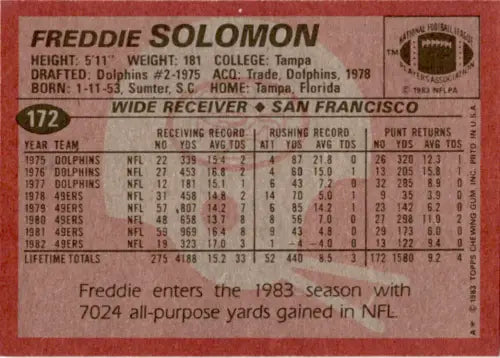 FREDDIE SOLOMON
HEIGHT: 5'11" WEIGHT: 181 COLLEGE: Tampa
DRAFTED: Dolphins #2-1975 ACQ: Trade, Dolphins, 1978
BORN: 1-11-53, Sumter, S.C. HOME: Tampa, Florida
NATIONAL FOOTBALL LEAGUE
PLAYERS ASSOCIATION
TM
© 1983 NFLPA
172
WIDE RECEIVER ◆ SAN FRANCISCO
RECEIVING RECORD RUSHING RECORD PUNT RETURNS
YEAR TEAM NO YDS AVG TDS ATT YDS AVG TDS NO YDS AVG TDS
1975 DOLPHINS NFL 22 339 15.4 2 4 87 21.8 0 26 320 12.3 1
1976 DOLPHINS NFL 27 453 16.8 2 4 60 15.0 1 13 205 15.8 1
1977 DOLPHINS NFL 12 181 15.1 1 6 43 7.2 0 32 285 8.9 0
1978 49ERS NFL 31 458 14.8 2 14 70 5.0 1 9 35 3.9 0
1979 49ERS NFL 57 807 14.2 7 6 85 14.2 1 23 142 6.2 0
1980 49ERS NFL 48 658 13.7 8 8 56 7.0 0 27 298 11.0 2
1981 49ERS NFL 59 969 16.4 8 9 43 4.8 0 29 173 6.0 0
1982 49ERS NFL 19 323 17.0 3 1 -4 -4.0 0 13 122 9.4 0
LIFETIME TOTALS 275 4188 15.2 33 52 440 8.5 3 172 1580 9.2 4
Freddie enters the 1983 season with
7024 all-purpose yards gained in NFL.
A* © 1983 TOPPS CHEWING GUM, INC. PRTD. IN U.S.A.